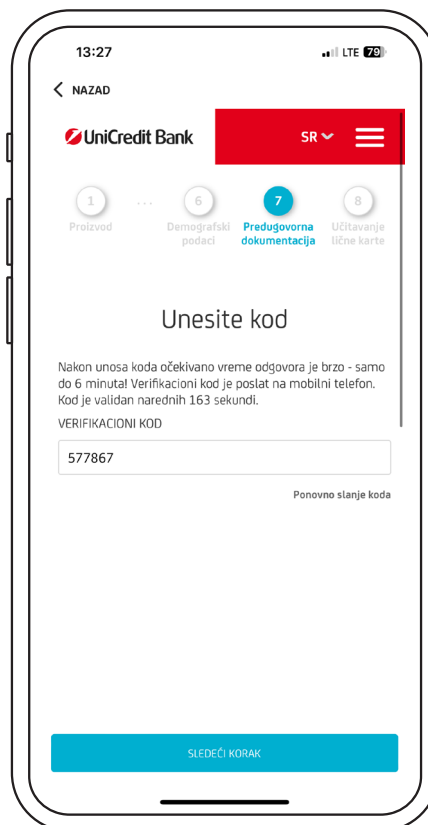 13:27
LTE 79
NAZAD
UniCredit Bank
SR
1
...
6
7
8
Proizvod
Demografski
podaci
Predugovorna
dokumentacija
Učitavanje
lične karte
Unesite kod
Nakon unosa koda očekivano vreme odgovora je brzo - samo
do 6 minuta! Verifikacioni kod je poslat na mobilni telefon.
Kod je validan narednih 163 sekundi.
VERIFIKACIONI KOD
577867
Ponovno slanje koda
SLEDEĆI KORAK